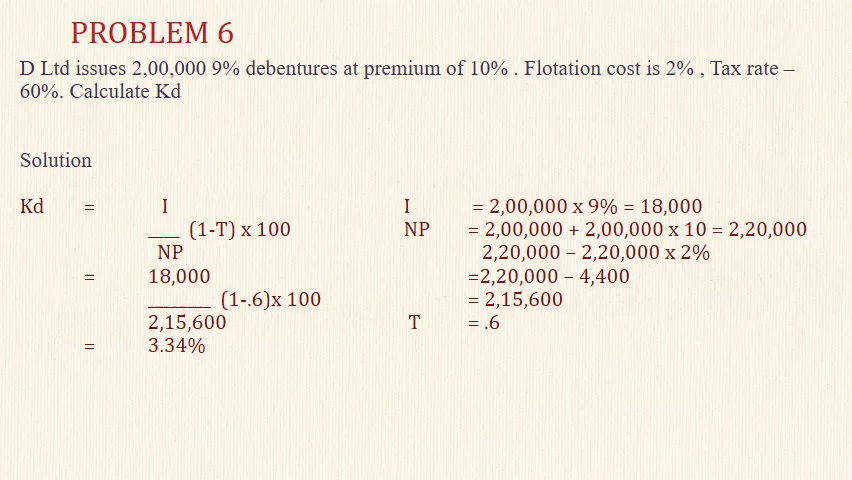 PROBLEM 6
D Ltd issues 2,00,000 9% debentures at premium of 10% . Flotation cost is 2% , Tax rate –
60%. Calculate Kd
Solution
Kd = I I = 2,00,000 x 9% = 18,000
____ (1-T) x 100 NP = 2,00,000 + 2,00,000 x 10 = 2,20,000
NP 2,20,000 – 2,20,000 x 2%
= 18,000 =2,20,000 – 4,400
________ (1-.6)x 100 = 2,15,600
2,15,600 T = .6
= 3.34%